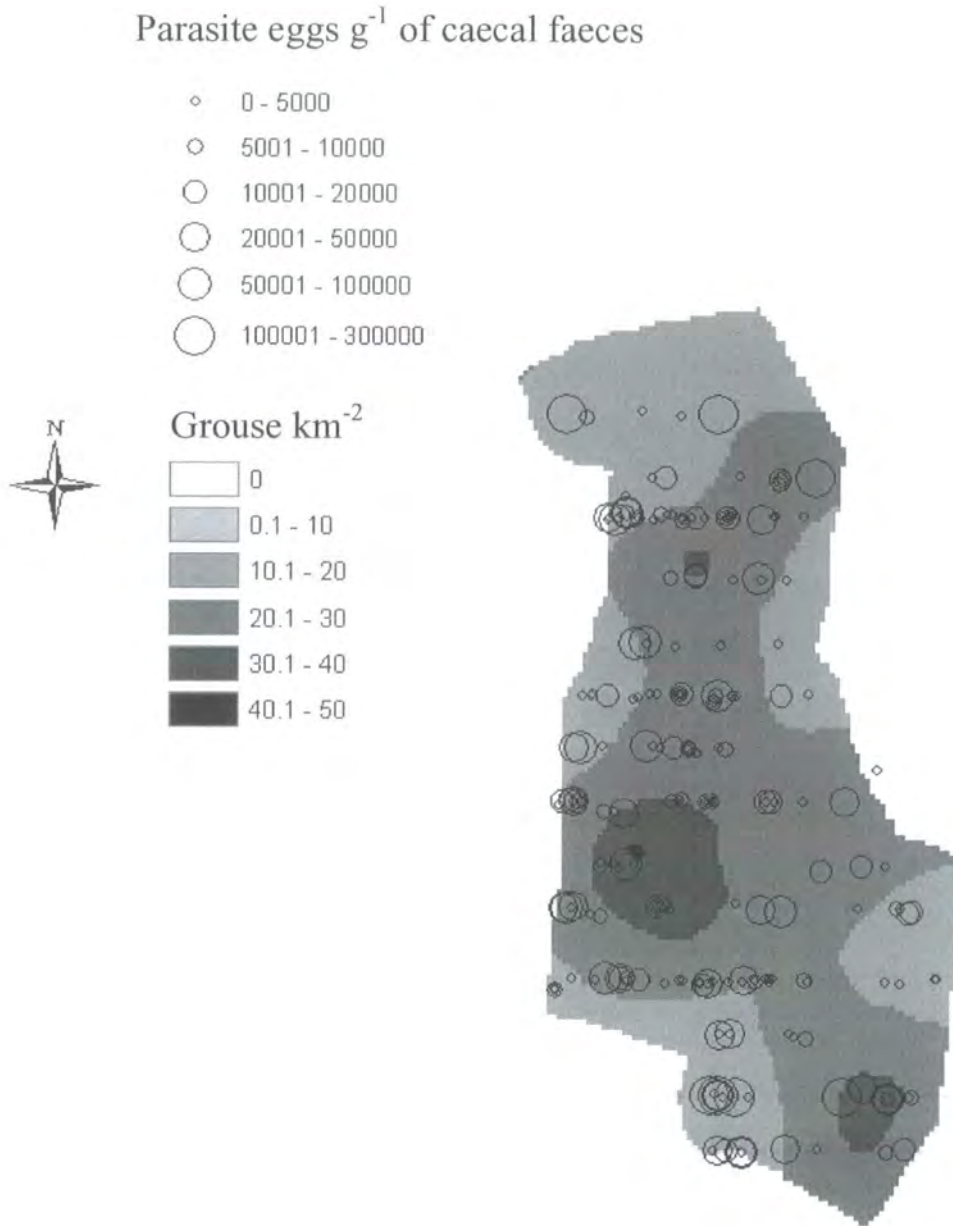 Parasite eggs g⁻¹ of caecal faeces
0 - 5000
5001 - 10000
10001 - 20000
20001 - 50000
50001 - 100000
100001 - 300000
N
Grouse km⁻²
0
0.1 - 10
10.1 - 20
20.1 - 30
30.1 - 40
40.1 - 50